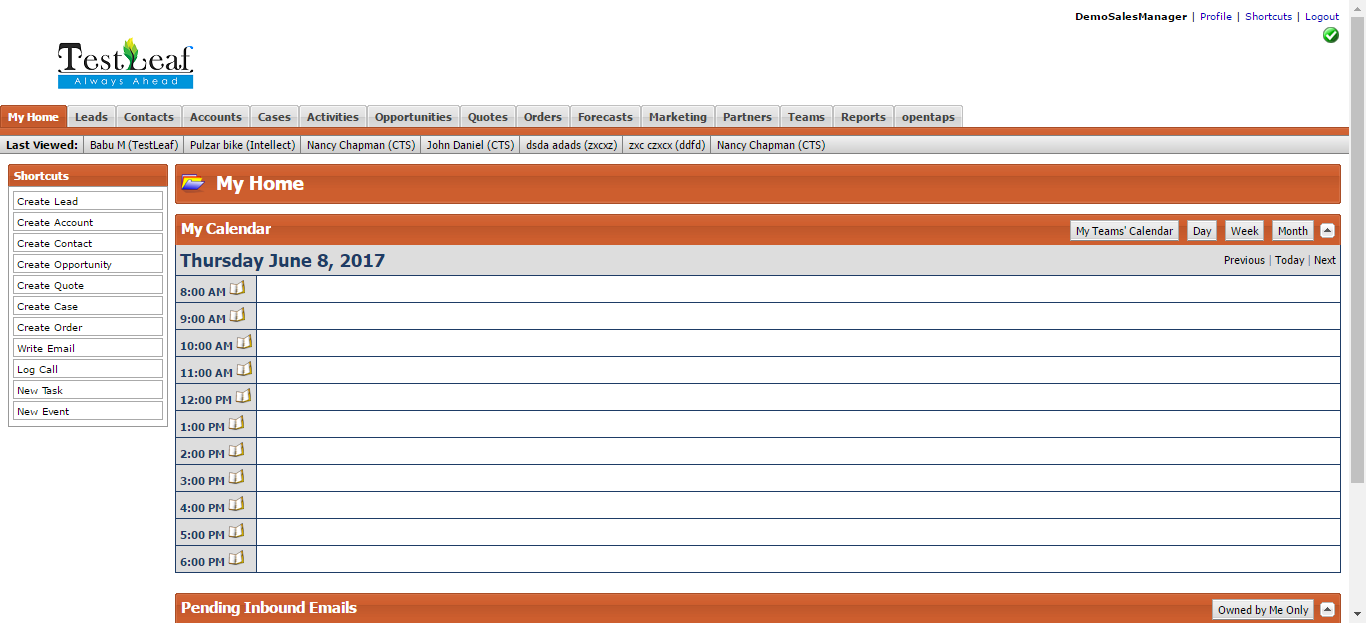 DemoSalesManager | Profile | Shortcuts | Logout
TestLeaf
Always Ahead
My Home Leads Contacts Accounts Cases Activities Opportunities Quotes Orders Forecasts Marketing Partners Teams Reports opentaps
Last Viewed: Babu M (TestLeaf) Pulzar bike (Intellect) Nancy Chapman (CTS) John Daniel (CTS) dsda adads (zxcxz) zxc czxcx (ddfd) Nancy Chapman (CTS)
Shortcuts
Create Lead
Create Account
Create Contact
Create Opportunity
Create Quote
Create Case
Create Order
Write Email
Log Call
New Task
New Event
My Home
My Calendar My Teams' Calendar Day Week Month
Thursday June 8, 2017 Previous | Today | Next
8:00 AM
9:00 AM
10:00 AM
11:00 AM
12:00 PM
1:00 PM
2:00 PM
3:00 PM
4:00 PM
5:00 PM
6:00 PM
Pending Inbound Emails Owned by Me Only